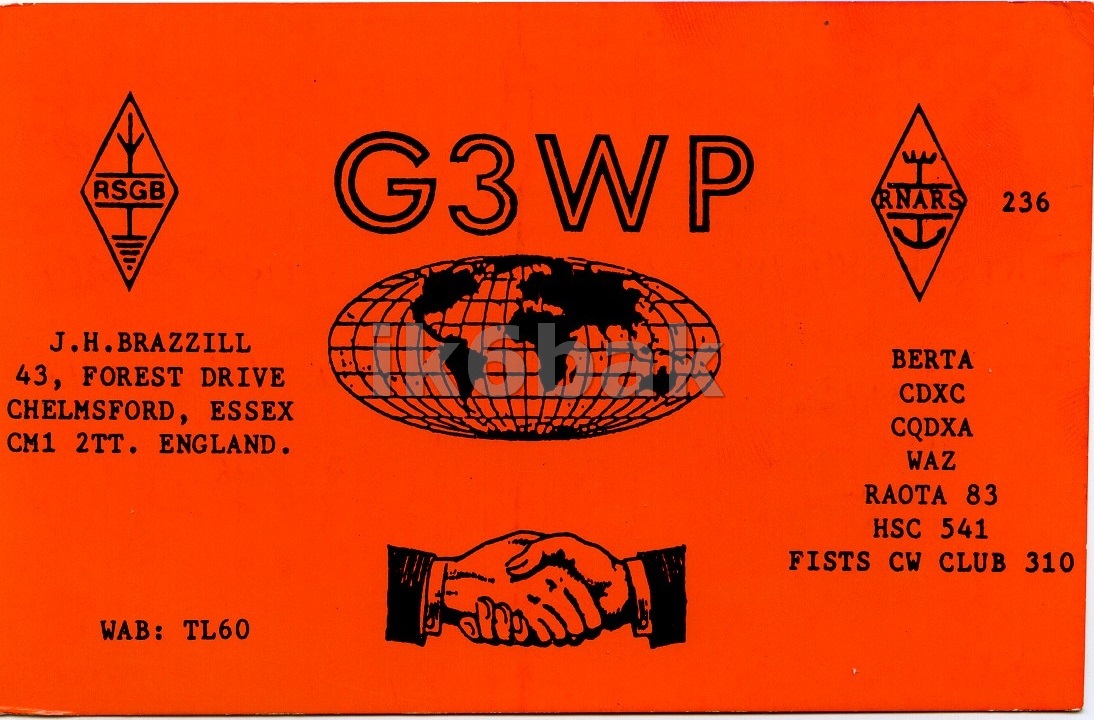 G3WP
RSGB
RNARS 236
J.H.BRAZZILL
43, FOREST DRIVE
CHELMSFORD, ESSEX
CM1 2TT. ENGLAND.
ik6bax
BERTA
CDXC
CQDXA
WAZ
RAOTA 83
HSC 541
FISTS CW CLUB 310
WAB: TL60